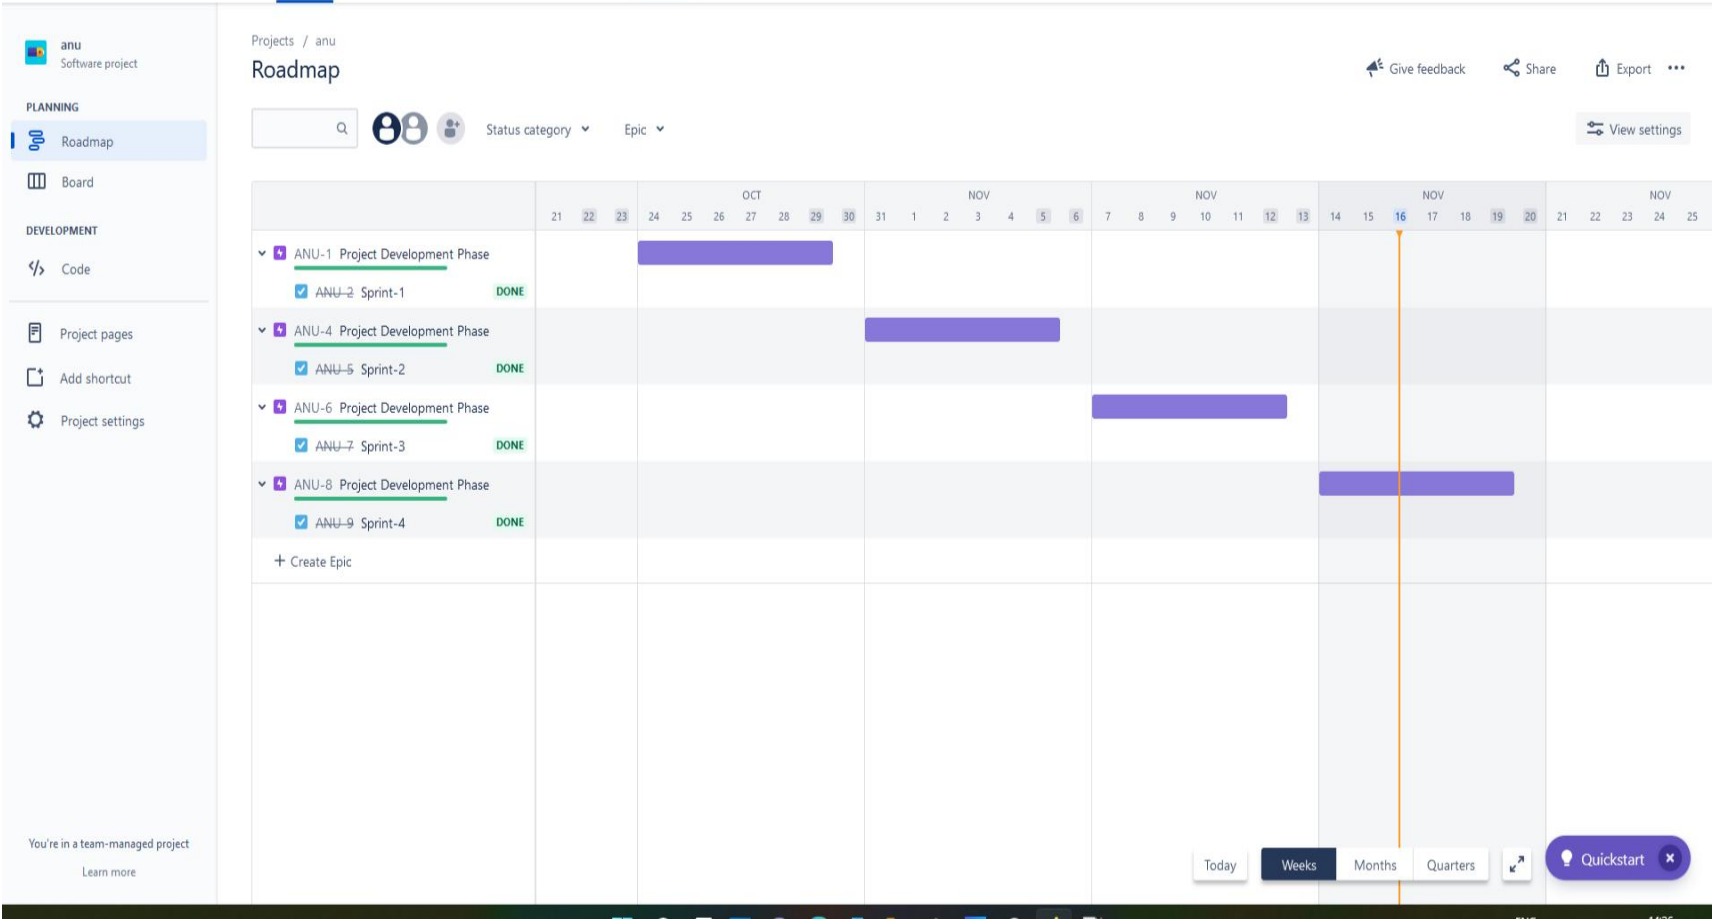 anu
Software project
PLANNING
Roadmap
Board
DEVELOPMENT
Code
Project pages
Add shortcut
Project settings
You're in a team-managed project
Learn more
Projects / anu
Roadmap
Give feedback
Share
Export
Status category
Epic
View settings
OCT NOV NOV NOV NOV
21 22 23 24 25 26 27 28 29 30 31 1 2 3 4 5 6 7 8 9 10 11 12 13 14 15 16 17 18 19 20 21 22 23 24 25
ANU-1 Project Development Phase
ANU-2 Sprint-1 DONE
ANU-4 Project Development Phase
ANU-5 Sprint-2 DONE
ANU-6 Project Development Phase
ANU-7 Sprint-3 DONE
ANU-8 Project Development Phase
ANU-9 Sprint-4 DONE
+ Create Epic
Today
Weeks
Months
Quarters
Quickstart